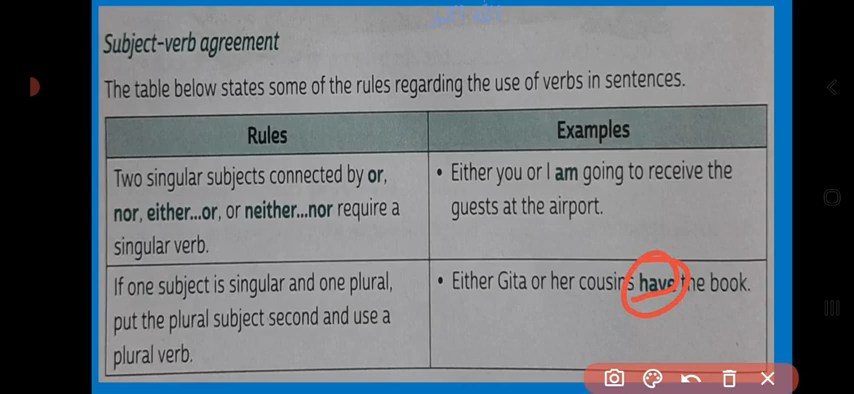 Subject-verb agreement
The table below states some of the rules regarding the use of verbs in sentences.
Rules
Examples
Two singular subjects connected by or,
nor, either...or, or neither...nor require a
singular verb.
• Either you or I am going to receive the
guests at the airport.
If one subject is singular and one plural,
put the plural subject second and use a
plural verb.
• Either Gita or her cousins have the book.